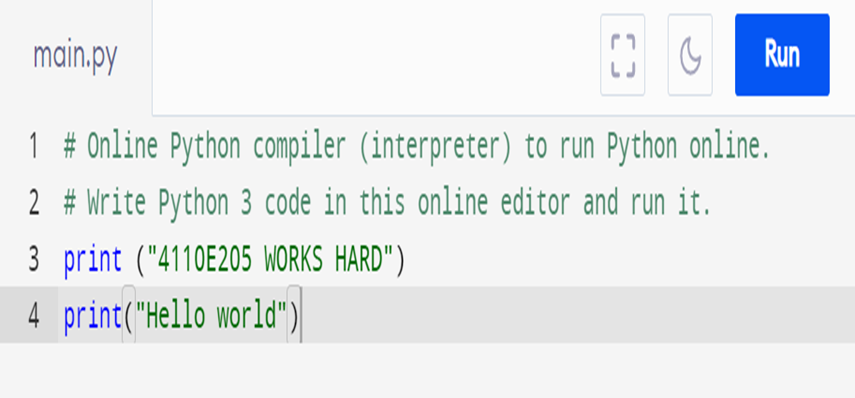 main.py
Run
1 # Online Python compiler (interpreter) to run Python online.
2 # Write Python 3 code in this online editor and run it.
3 print ("4110E205 WORKS HARD")
4 print("Hello world")